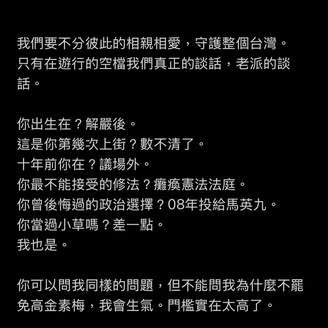 我們要不分彼此的相親相愛，守護整個台灣。
只有在遊行的空檔我們真正的談話，老派的談
話。
你出生在？解嚴後。
這是你第幾次上街？數不清了。
十年前你在？議場外。
你最不能接受的修法？癱瘓憲法法庭。
你曾後悔過的政治選擇？08年投給馬英九。
你當過小草嗎？差一點。
我也是。
你可以問我同樣的問題，但不能問我為什麼不罷
免高金素梅，我會生氣。門檻實在太高了。